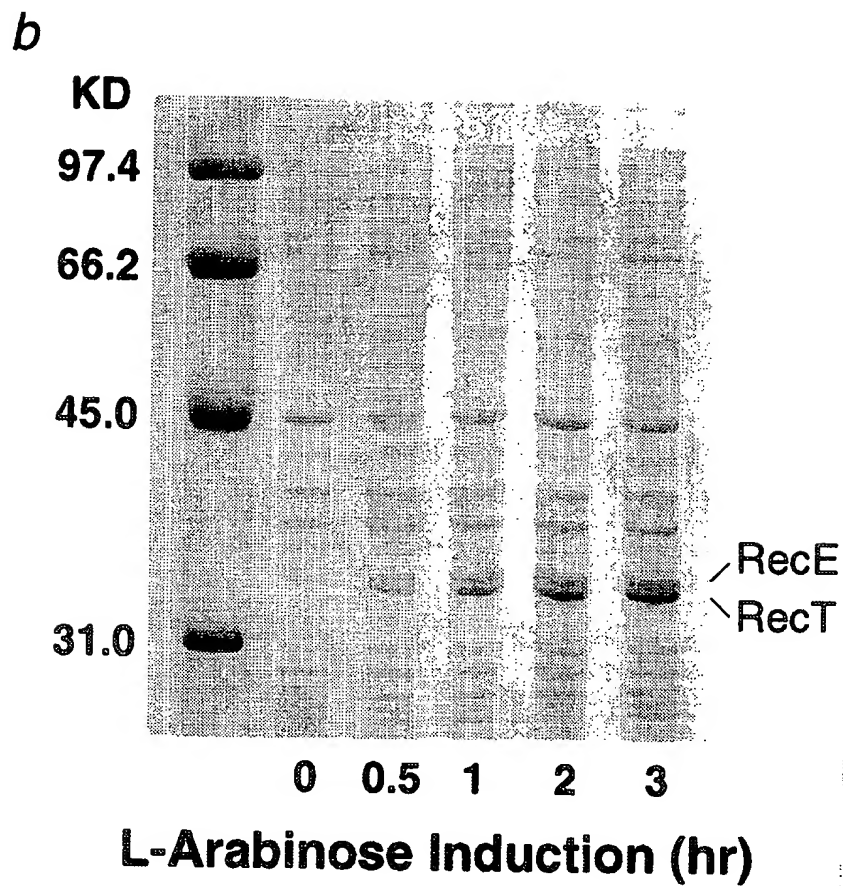 b
KD
97.4
66.2
45.0
31.0
RecE
RecT
0 0.5 1 2 3
L-Arabinose Induction (hr)